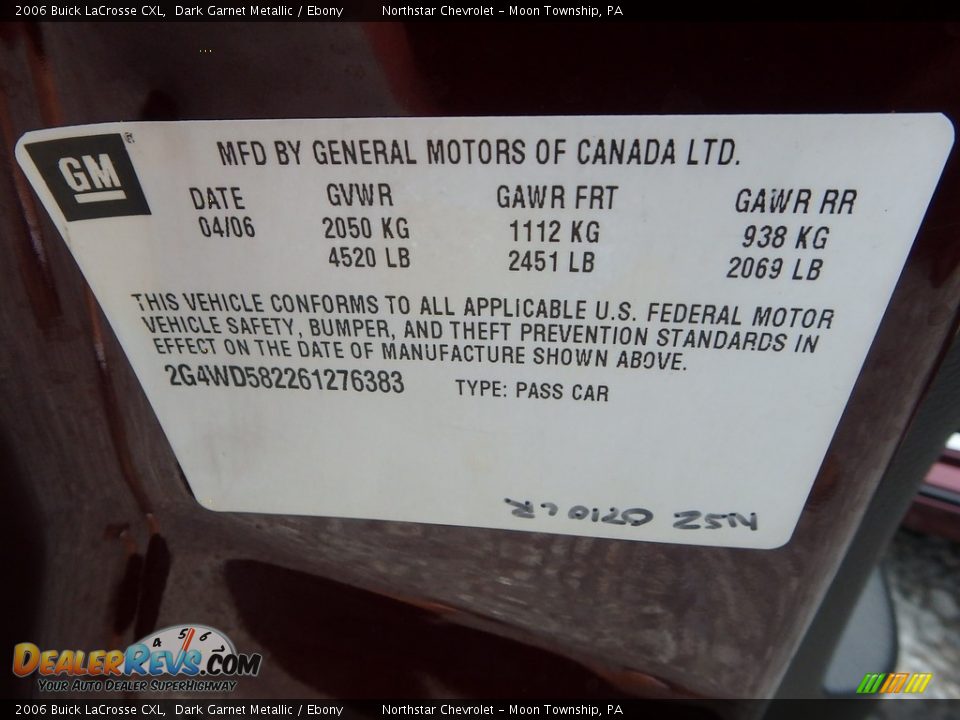 2006 Buick LaCrosse CXL, Dark Garnet Metallic / Ebony Northstar Chevrolet - Moon Township, PA
GM
MFD BY GENERAL MOTORS OF CANADA LTD.
DATE GVWR GAWR FRT GAWR RR
04/06 2050 KG 1112 KG 938 KG
4520 LB 2451 LB 2069 LB
THIS VEHICLE CONFORMS TO ALL APPLICABLE U.S. FEDERAL MOTOR
VEHICLE SAFETY, BUMPER, AND THEFT PREVENTION STANDARDS IN
EFFECT ON THE DATE OF MANUFACTURE SHOWN ABOVE.
2G4WD582261276383 TYPE: PASS CAR
4 5 6
DEALERREVS.COM
YOUR AUTO DEALER SUPERHIGHWAY
2006 Buick LaCrosse CXL, Dark Garnet Metallic / Ebony Northstar Chevrolet - Moon Township, PA